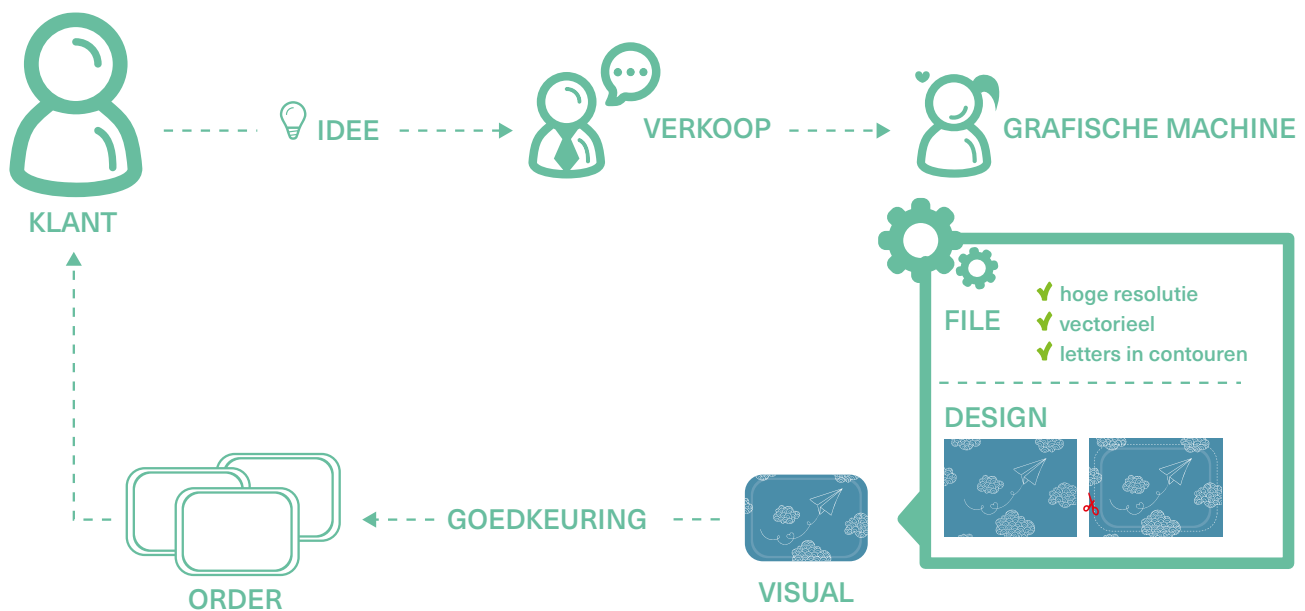 IDEE
VERKOOP
GRAFISCHE MACHINE
KLANT
FILE
hoge resolutie
vectorieel
letters in contouren
DESIGN
GOEDKEURING
VISUAL
ORDER